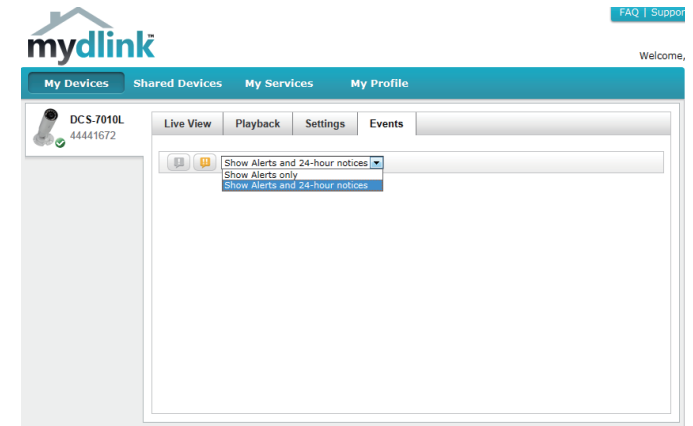 FAQ | Suppor
mydlink
Welcome,
My Devices Shared Devices My Services My Profile
DCS-7010L
44441672
Live View Playback Settings Events
Show Alerts and 24-hour notices
Show Alerts only
Show Alerts and 24-hour notices